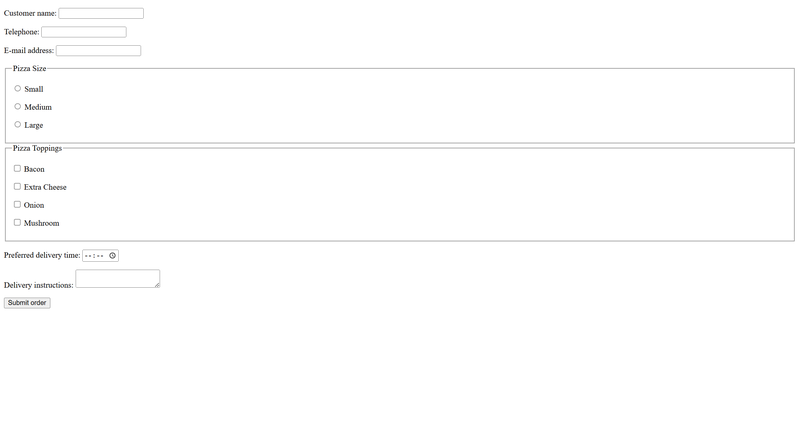 Customer name:
Telephone:
E-mail address:
Pizza Size
Small
Medium
Large
Pizza Toppings
Bacon
Extra Cheese
Onion
Mushroom
Preferred delivery time: --:--
Delivery instructions:
Submit order